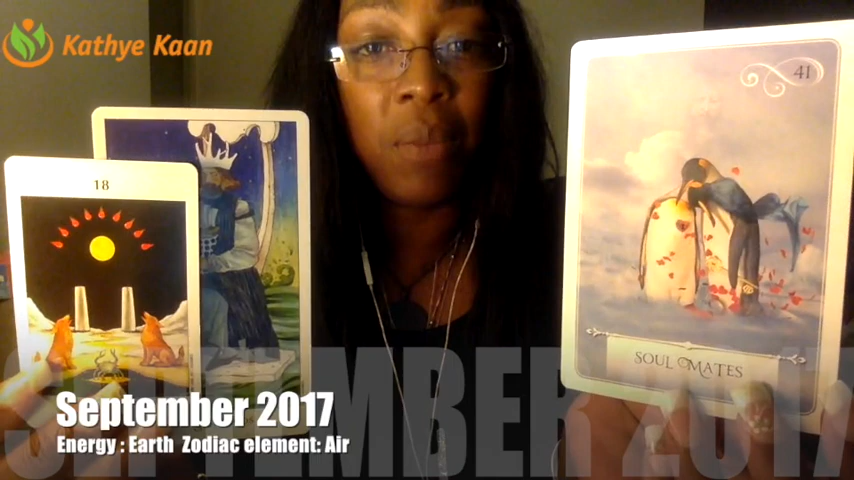 Kathye Kaan
41
18
SOUL MATES
SEPTEMBER 2017
September 2017
Energy : Earth Zodiac element: Air